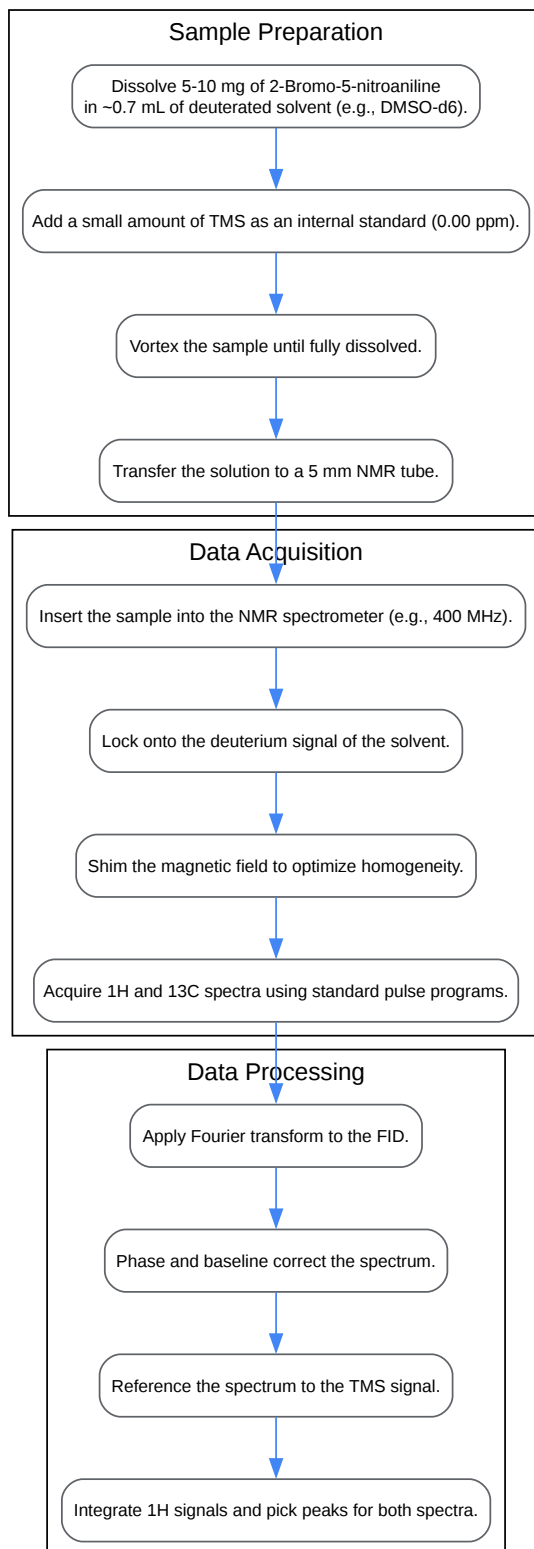 Sample Preparation
Dissolve 5-10 mg of 2-Bromo-5-nitroaniline
in ~0.7 mL of deuterated solvent (e.g., DMSO-d6).
Add a small amount of TMS as an internal standard (0.00 ppm).
Vortex the sample until fully dissolved.
Transfer the solution to a 5 mm NMR tube.
Data Acquisition
Insert the sample into the NMR spectrometer (e.g., 400 MHz).
Lock onto the deuterium signal of the solvent.
Shim the magnetic field to optimize homogeneity.
Acquire 1H and 13C spectra using standard pulse programs.
Data Processing
Apply Fourier transform to the FID.
Phase and baseline correct the spectrum.
Reference the spectrum to the TMS signal.
Integrate 1H signals and pick peaks for both spectra.